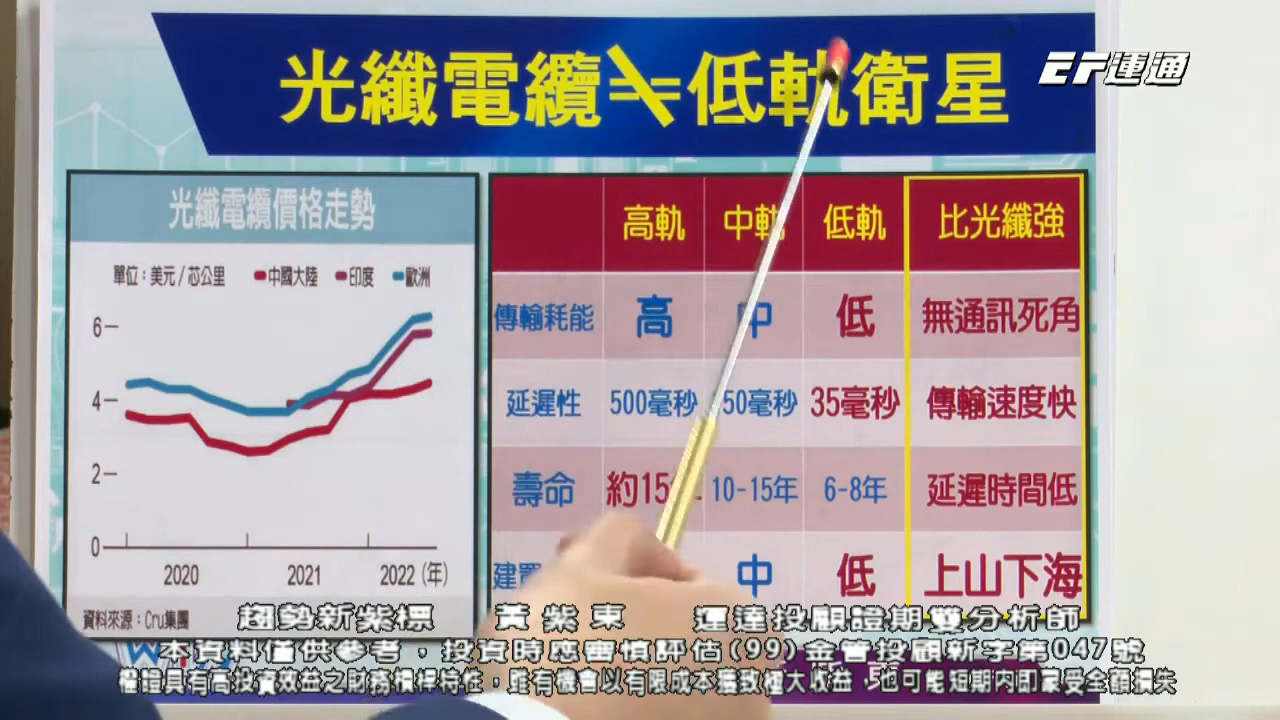 光纖電纜≠低軌衛星
EF運通
光纖電纜價格走勢
單位：美元/芯公里 中國大陸 印度 歐洲
6
4
2
0
2020 2021 2022 (年)
資料來源：Cru集團
高軌 中軌 低軌 比光纖強
傳輸耗能 高 中 低 無通訊死角
延遲性 500毫秒 50毫秒 35毫秒 傳輸速度快
壽命 約15 10-15年 6-8年 延遲時間低
建置 中 低 上山下海
趨勢新紫標 黃紫東 運達投顧證期雙分析師
本資料僅供參考，投資時應審慎評估(99)金管投顧新字第047號
權證具有高投資效益之財務槓桿特性，雖有機會以有限成本獲致極大收益，也可能短期內即蒙受全額損失